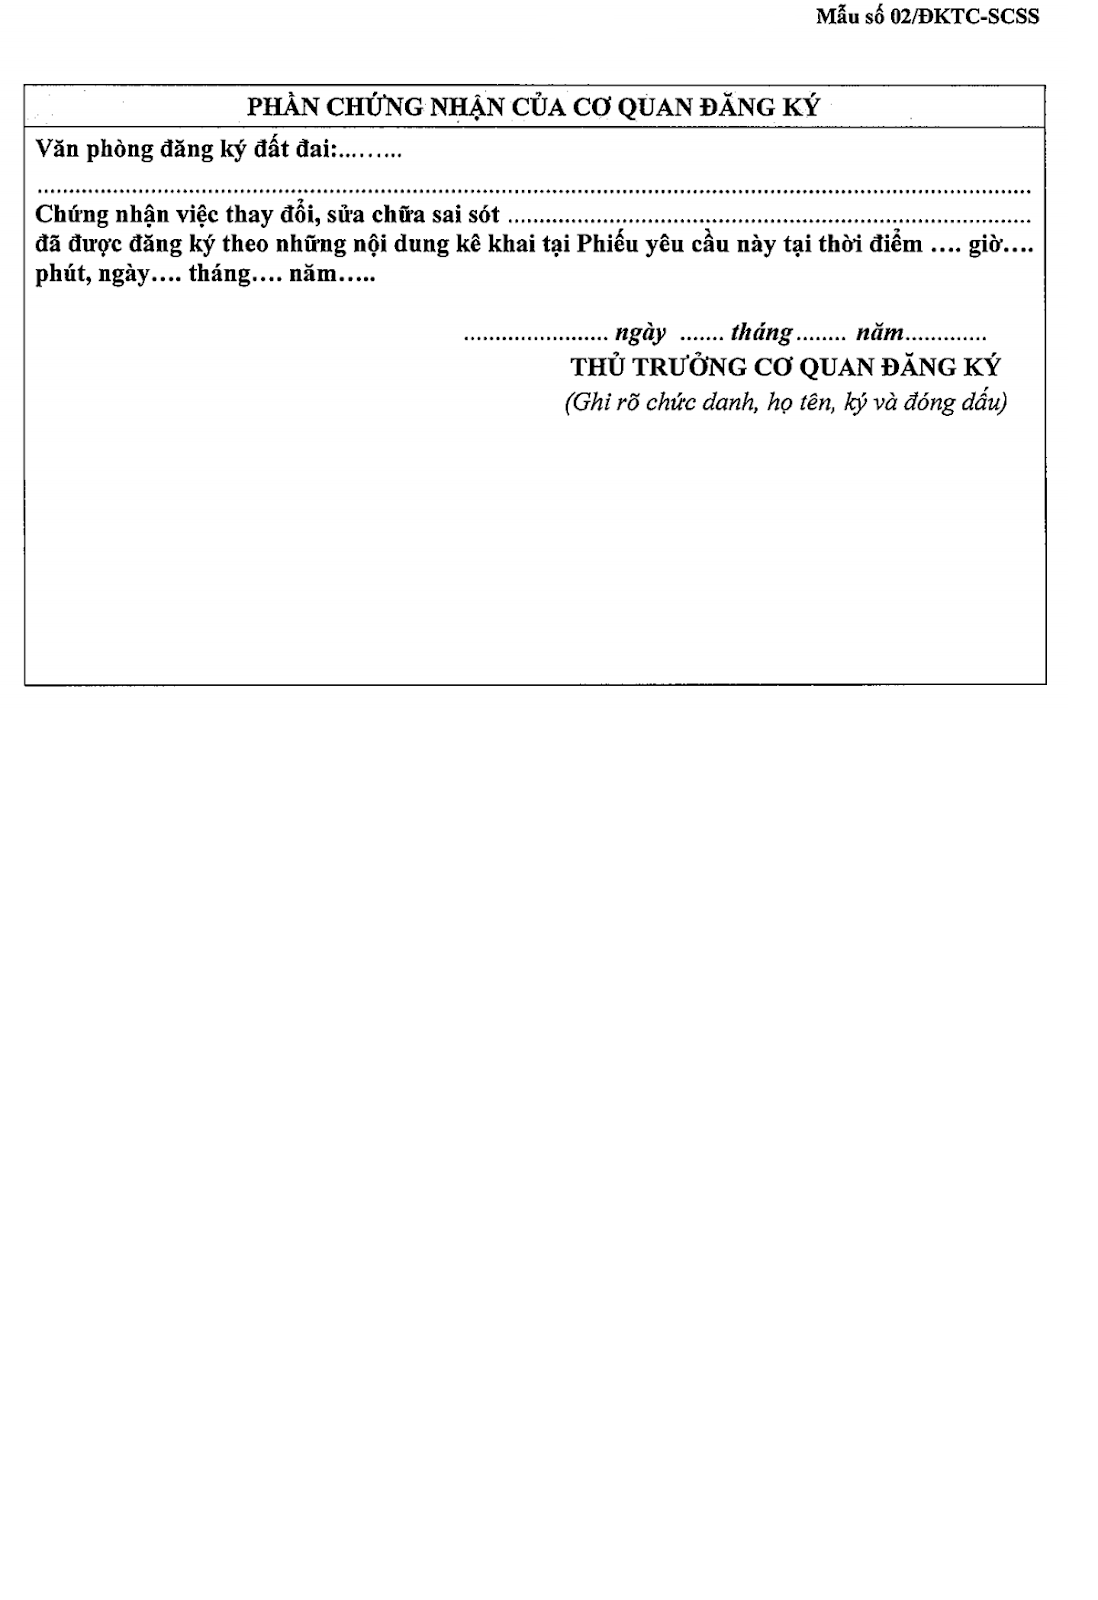 Mẫu số 02/ĐKTC-SCSS
PHẦN CHỨNG NHẬN CỦA CƠ QUAN ĐĂNG KÝ
Văn phòng đăng ký đất đai:.........
....................................................................................................................................................................
Chứng nhận việc thay đổi, sửa chữa sai sót ....................................................................................
đã được đăng ký theo những nội dung kê khai tại Phiếu yêu cầu này tại thời điểm .... giờ....
phút, ngày.... tháng.... năm.....
....................... ngày ....... tháng........ năm.............
THỦ TRƯỞNG CƠ QUAN ĐĂNG KÝ
(Ghi rõ chức danh, họ tên, ký và đóng dấu)